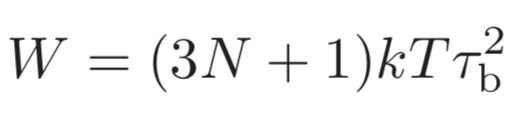 W = (3N + 1)kTτ_b^2